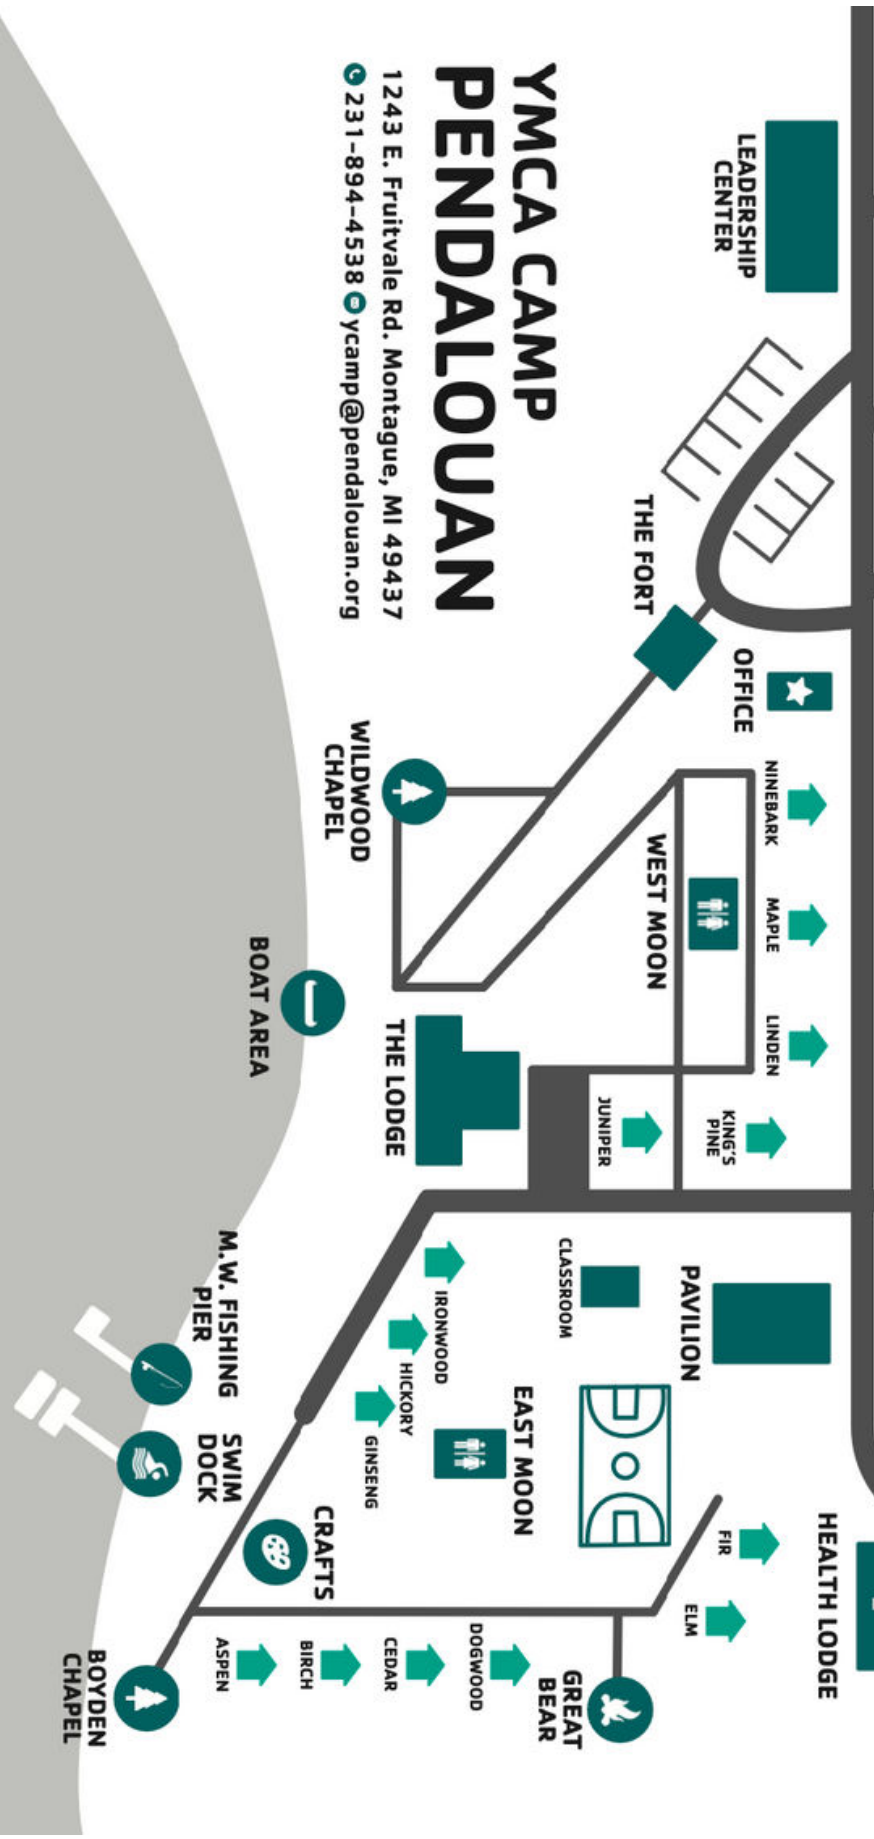 YMCA CAMP
PENDALOUAN
1243 E. Fruitvale Rd. Montague, MI 49437
231-894-4538 ycamp@pendalouan.org
LEADERSHIP
CENTER
THE FORT
OFFICE
NINEBARK
MAPLE
LINDEN
KING'S
PINE
JUNIPER
WEST MOON
WILDWOOD
CHAPEL
BOAT AREA
THE LODGE
PAVILION
CLASSROOM
IRONWOOD
HICKORY
GINSENG
EAST MOON
M.W. FISHING
PIER
SWIM
DOCK
CRAFTS
HEALTH LODGE
FIR
ELM
DOGWOOD
CEDAR
BIRCH
ASPEN
GREAT
BEAR
BOYDEN
CHAPEL